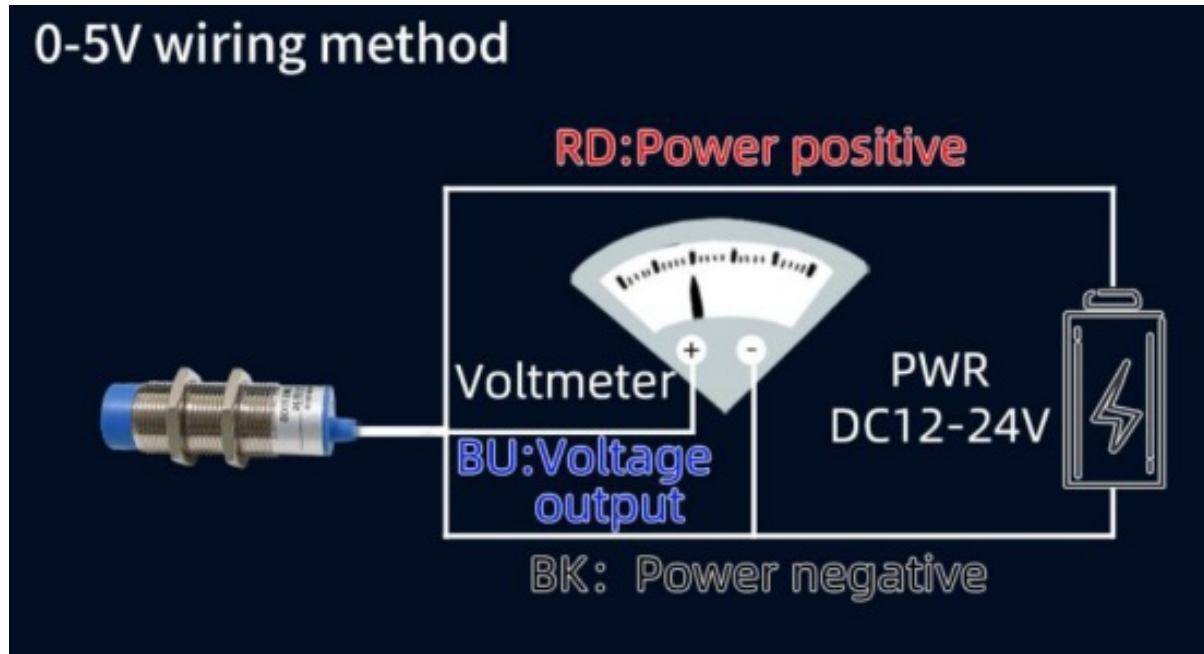 0-5V wiring method
RD:Power positive
+ -
Voltmeter
PWR
DC12-24V
BU:Voltage
output
BK: Power negative